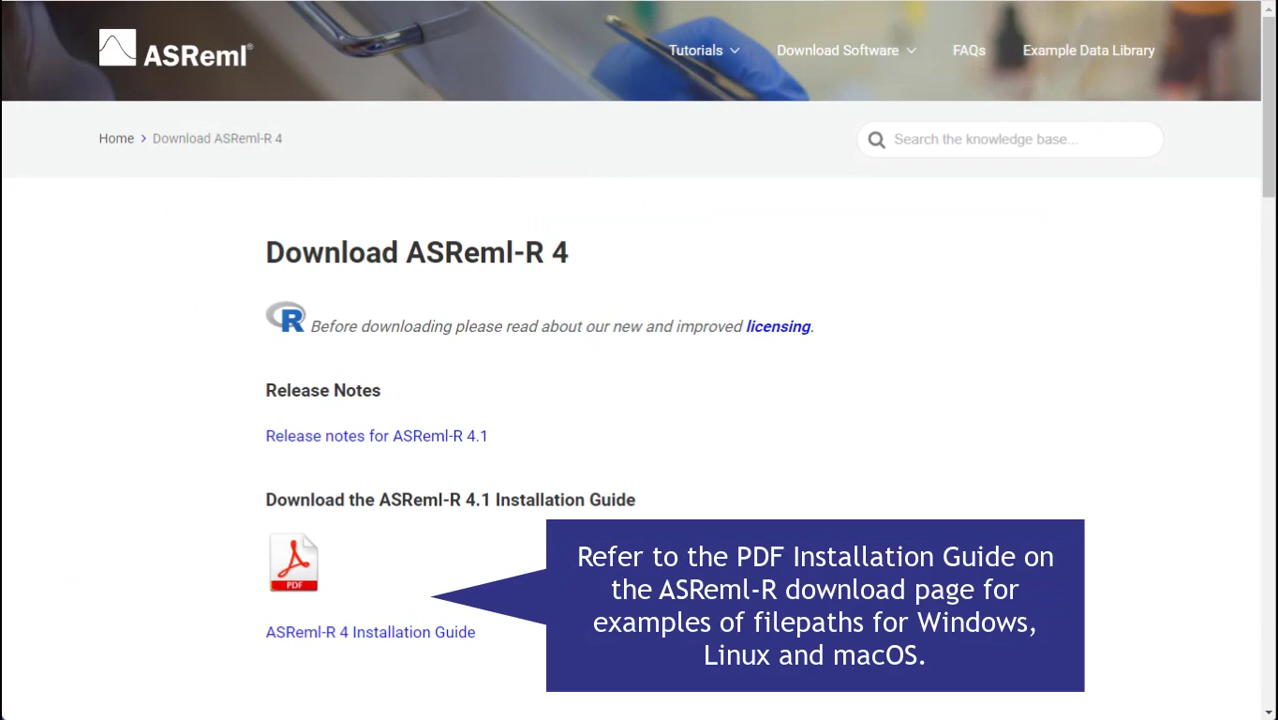 ASReml®
Tutorials
Download Software
FAQs
Example Data Library
Home > Download ASReml-R 4
Search the knowledge base...
Download ASReml-R 4
R Before downloading please read about our new and improved licensing.
Release Notes
Release notes for ASReml-R 4.1
Download the ASReml-R 4.1 Installation Guide
PDF
ASReml-R 4 Installation Guide
Refer to the PDF Installation Guide on
the ASReml-R download page for
examples of filepaths for Windows,
Linux and macOS.